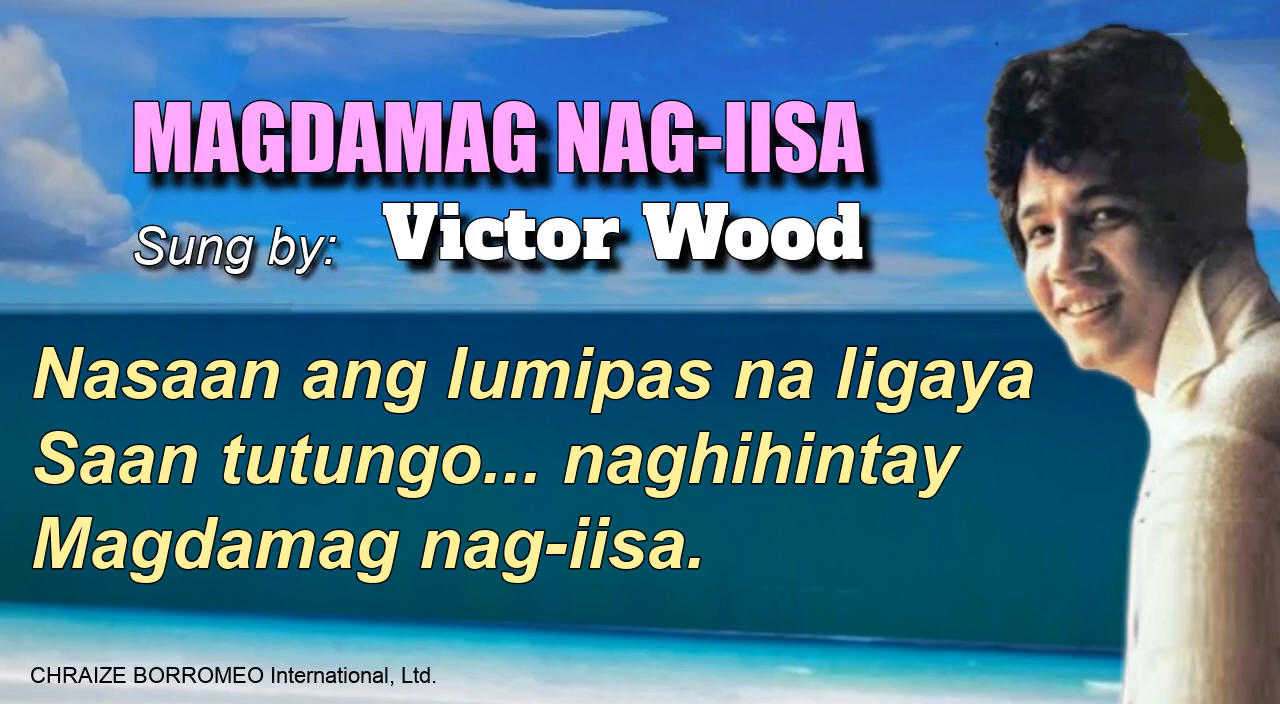 MAGDAMAG NAG-IISA
Sung by: Victor Wood
Nasaan ang lumipas na ligaya
Saan tutungo... naghihintay
Magdamag nag-iisa.
CHRAIZE BORROMEO International, Ltd.